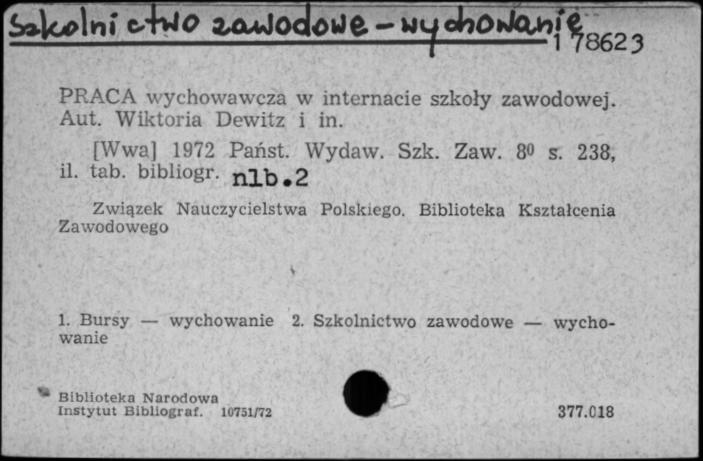 Szkolnictwo zawodowe - wychowanie
178623
PRACA wychowawcza w internacie szkoły zawodowej.
Aut. Wiktoria Dewitz i in.
[Wwa] 1972 Państ. Wydaw. Szk. Zaw. 8⁰ s. 238,
il. tab. bibliogr. nlb.2
Związek Nauczycielstwa Polskiego. Biblioteka Kształcenia
Zawodowego
1. Bursy — wychowanie 2. Szkolnictwo zawodowe — wycho-
wanie
Biblioteka Narodowa
Instytut Bibliograf. 10751/72
377.018